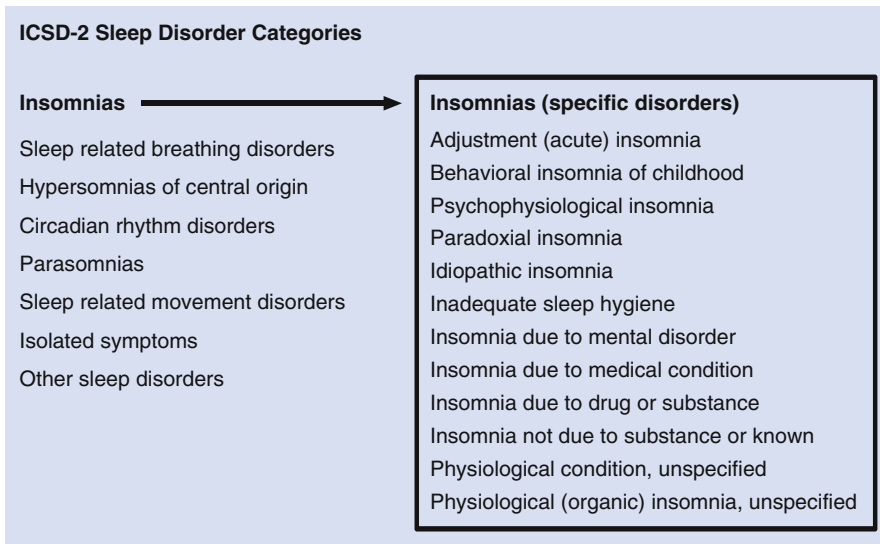 ICSD-2 Sleep Disorder Categories
Insomnias
Sleep related breathing disorders
Hypersomnias of central origin
Circadian rhythm disorders
Parasomnias
Sleep related movement disorders
Isolated symptoms
Other sleep disorders
Insomnias (specific disorders)
Adjustment (acute) insomnia
Behavioral insomnia of childhood
Psychophysiological insomnia
Paradoxial insomnia
Idiopathic insomnia
Inadequate sleep hygiene
Insomnia due to mental disorder
Insomnia due to medical condition
Insomnia due to drug or substance
Insomnia not due to substance or known
Physiological condition, unspecified
Physiological (organic) insomnia, unspecified